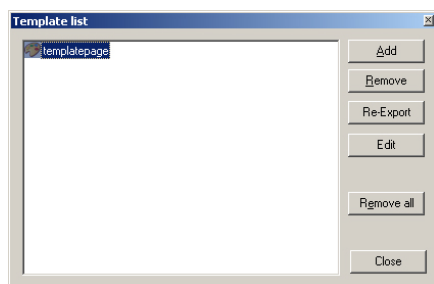 Template list
templatepage
Add
Remove
Re-Export
Edit
Remove all
Close